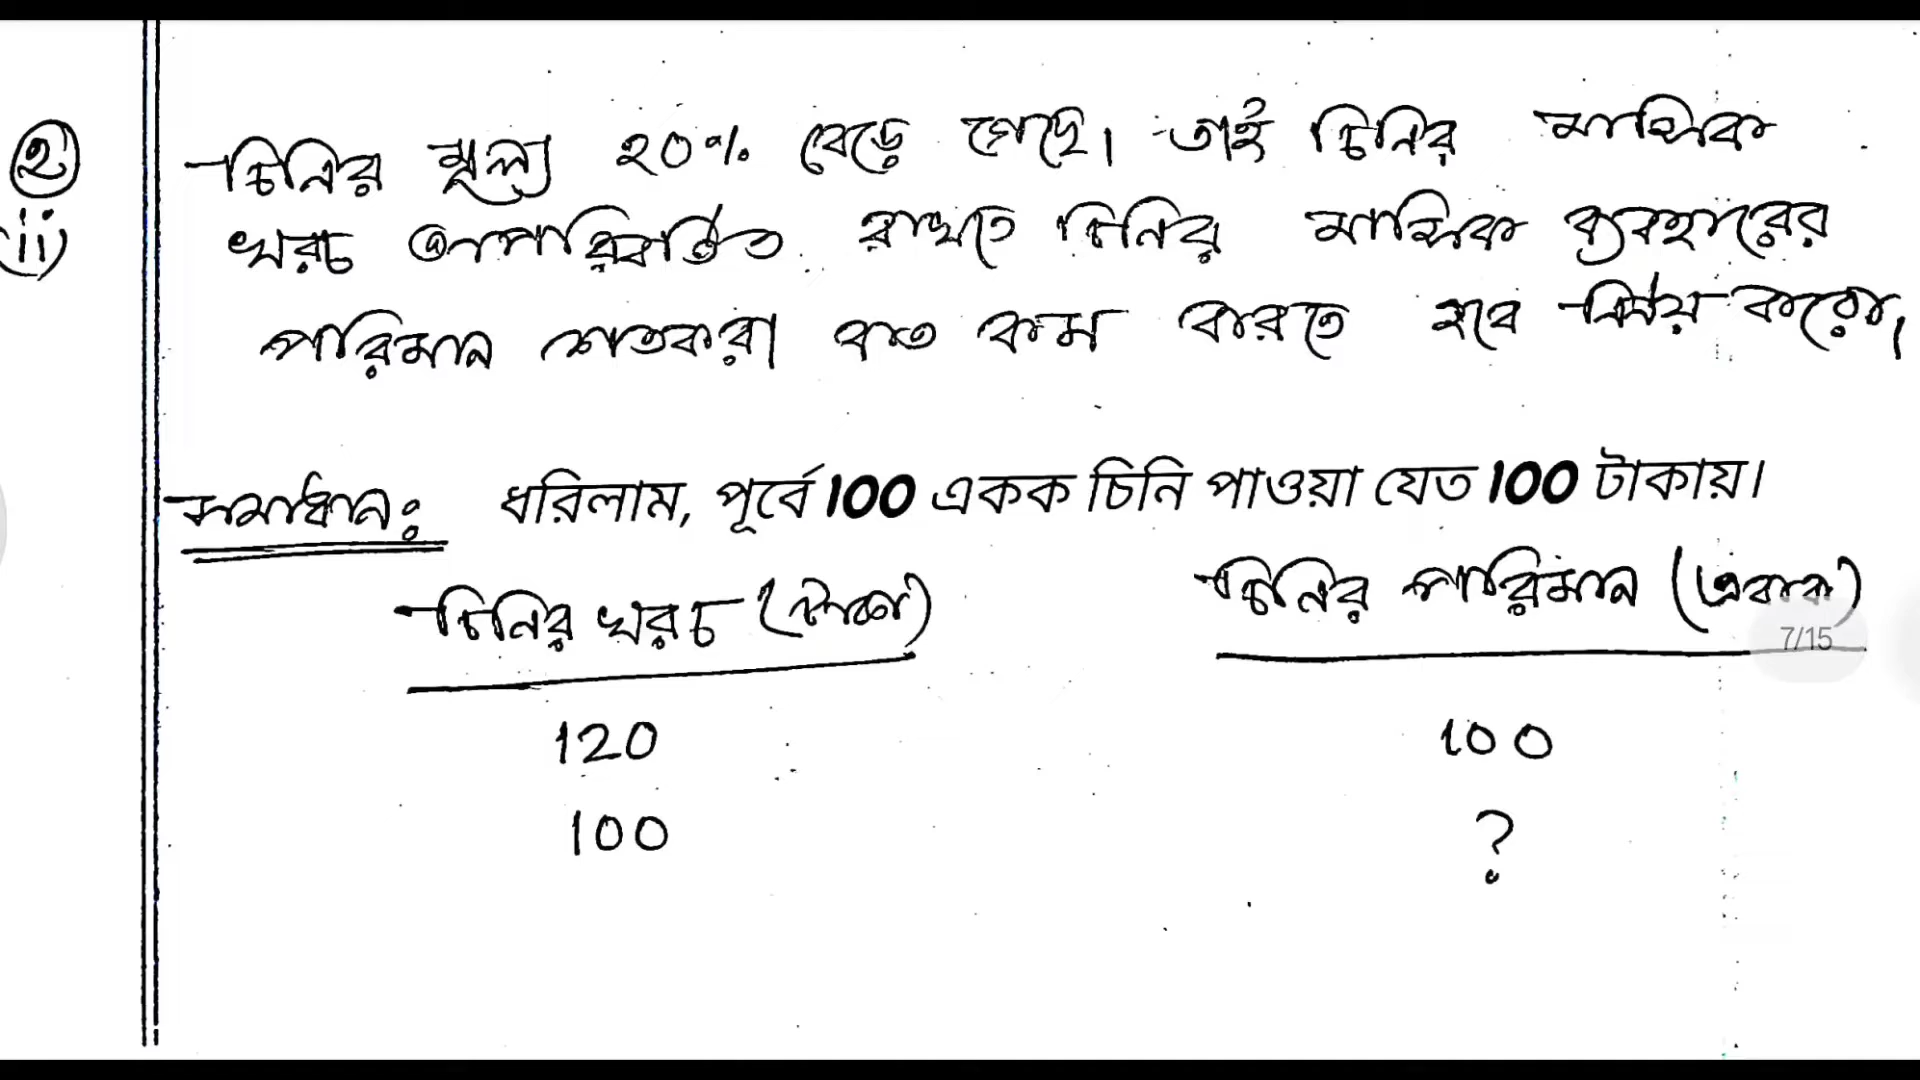 ২
ii)
চিনির মূল্য ২০% বেড়ে গেছে। তাই চিনির মাসিক
খরচ অপরিবর্তিত রাখতে চিনির মাসিক ব্যবহারের
পরিমান শতকরা কত কম করতে হবে নির্ণয় করো।
সমাধান: ধরিলাম, পূর্বে 100 একক চিনি পাওয়া যেত 100 টাকায়।
চিনির খরচ (টাকা) চিনির পরিমান (একক)
7/15
120 100
100 ?